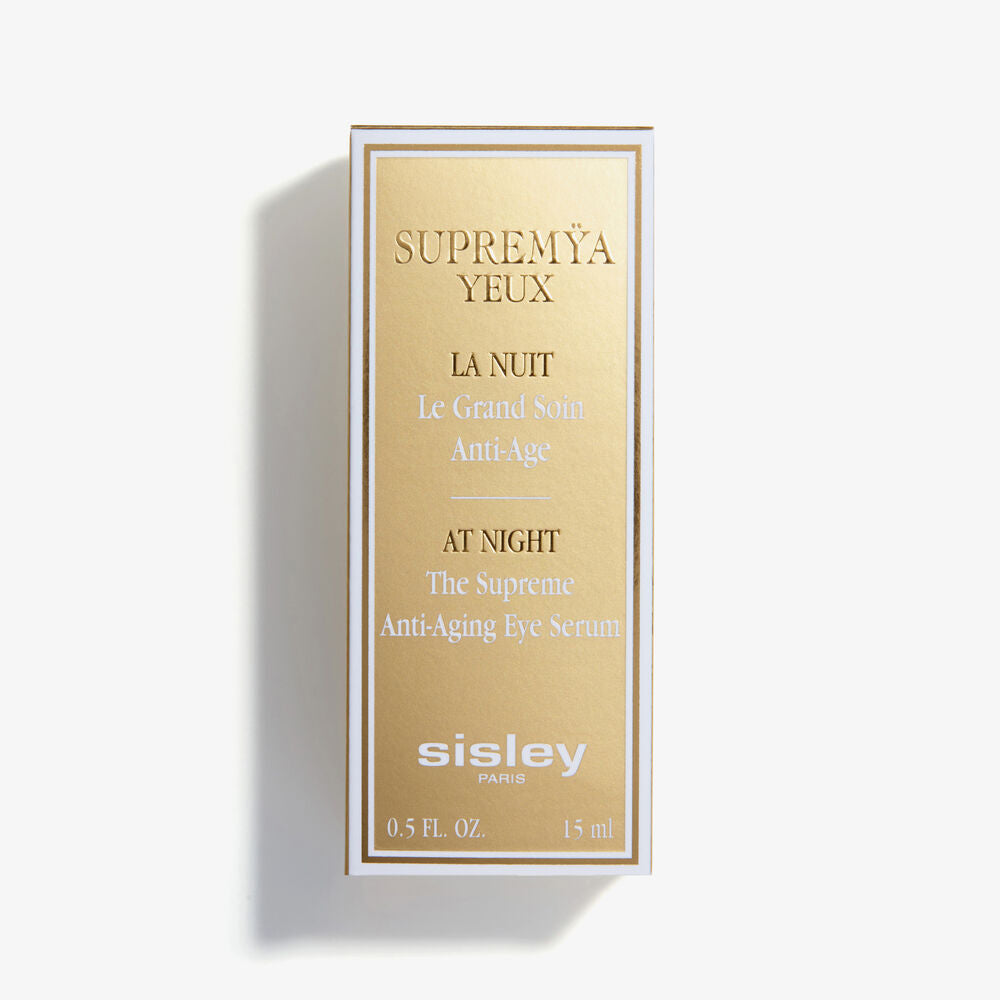 SUPREMŸA
YEUX
LA NUIT
Le Grand Soin
Anti-Age
AT NIGHT
The Supreme
Anti-Aging Eye Serum
sisley
PARIS
0.5 FL. OZ. 15 ml